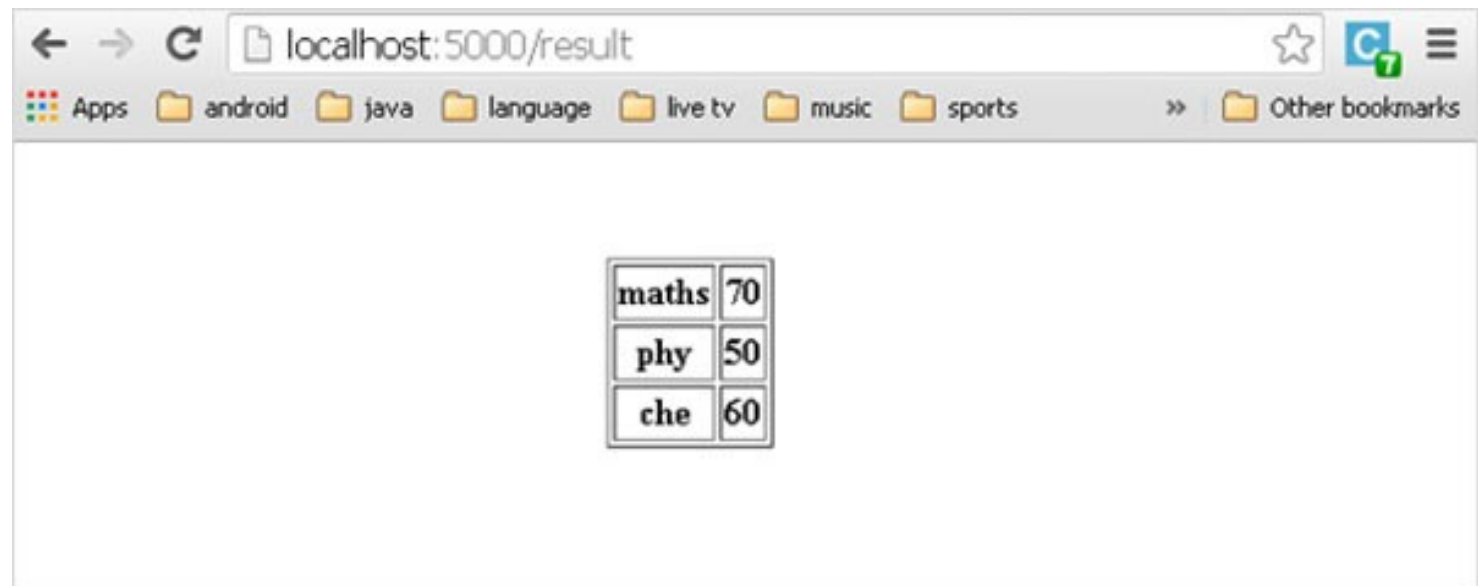 localhost:5000/result
C 7
Apps android java language live tv music sports » Other bookmarks
maths 70
phy 50
che 60